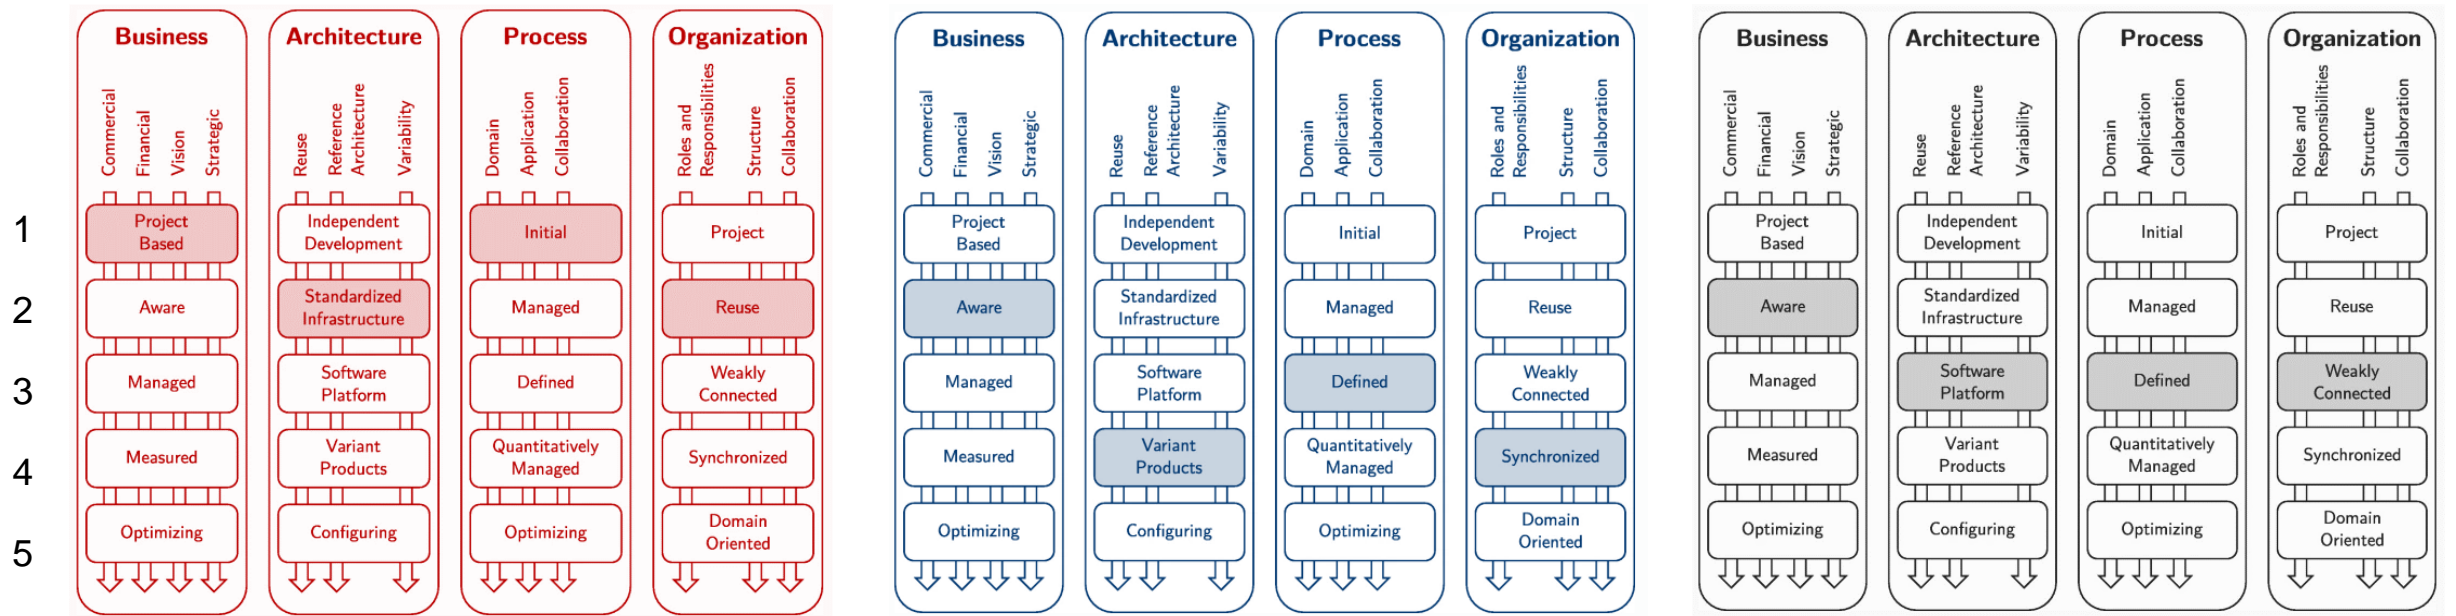 Business Architecture Process Organization
Commercial
Financial
Vision
Strategic
Reuse
Reference
Architecture
Variability
Domain
Application
Collaboration
Roles and
Responsibilities
Structure
Collaboration
1
Project
Based
Independent
Development
Initial
Project
2
Aware
Standardized
Infrastructure
Managed
Reuse
3
Managed
Software
Platform
Defined
Weakly
Connected
4
Measured
Variant
Products
Quantitatively
Managed
Synchronized
5
Optimizing
Configuring
Optimizing
Domain
Oriented
Business Architecture Process Organization
Commercial
Financial
Vision
Strategic
Reuse
Reference
Architecture
Variability
Domain
Application
Collaboration
Roles and
Responsibilities
Structure
Collaboration
Project
Based
Independent
Development
Initial
Project
Aware
Standardized
Infrastructure
Managed
Reuse
Managed
Software
Platform
Defined
Weakly
Connected
Measured
Variant
Products
Quantitatively
Managed
Synchronized
Optimizing
Configuring
Optimizing
Domain
Oriented
Business Architecture Process Organization
Commercial
Financial
Vision
Strategic
Reuse
Reference
Architecture
Variability
Domain
Application
Collaboration
Roles and
Responsibilities
Structure
Collaboration
Project
Based
Independent
Development
Initial
Project
Aware
Standardized
Infrastructure
Managed
Reuse
Managed
Software
Platform
Defined
Weakly
Connected
Measured
Variant
Products
Quantitatively
Managed
Synchronized
Optimizing
Configuring
Optimizing
Domain
Oriented